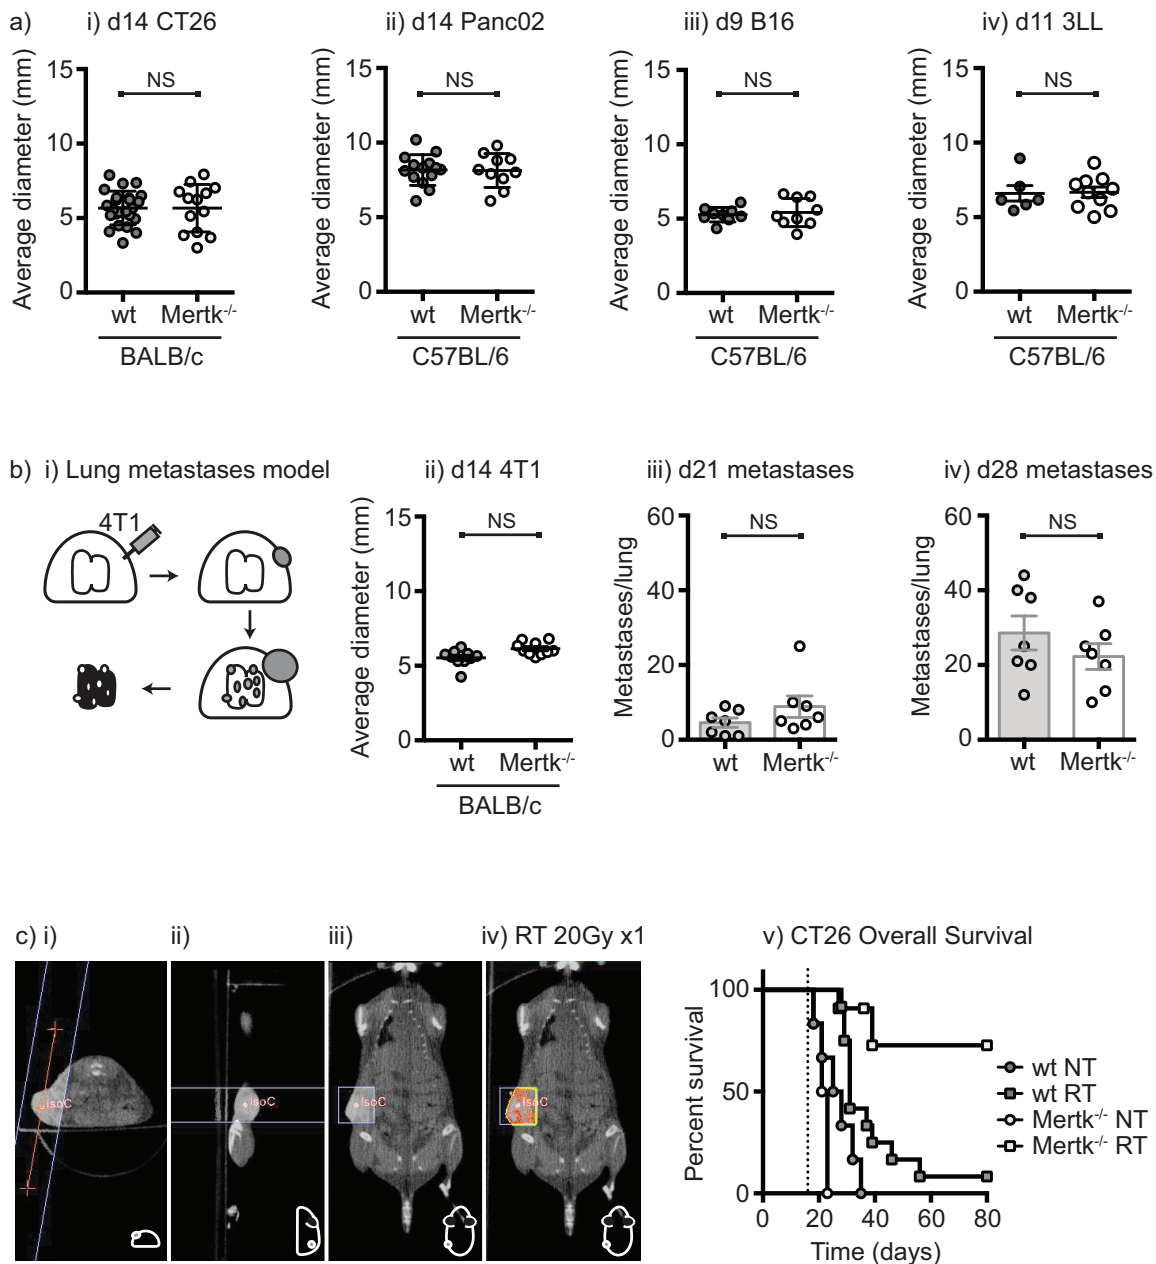 a) i) d14 CT26 ii) d14 Panc02 iii) d9 B16 iv) d11 3LL
Average diameter (mm) Average diameter (mm) Average diameter (mm) Average diameter (mm)
15 15 15 15
NS NS NS NS
10 10 10 10
5 5 5 5
0 0 0 0
wt Mertk-/- wt Mertk-/- wt Mertk-/- wt Mertk-/-
BALB/c C57BL/6 C57BL/6 C57BL/6
b) i) Lung metastases model ii) d14 4T1 iii) d21 metastases iv) d28 metastases
4T1
Average diameter (mm) Metastases/lung Metastases/lung
15 60 60
NS NS NS
10 40 40
5 20 20
0 0 0
wt Mertk-/- wt Mertk-/- wt Mertk-/-
BALB/c
c) i) ii) iii) iv) RT 20Gy x1 v) CT26 Overall Survival
IsoC IsoC IsoC IsoC
Percent survival
100
50
0
0 20 40 60 80
Time (days)
wt NT
wt RT
Mertk-/- NT
Mertk-/- RT